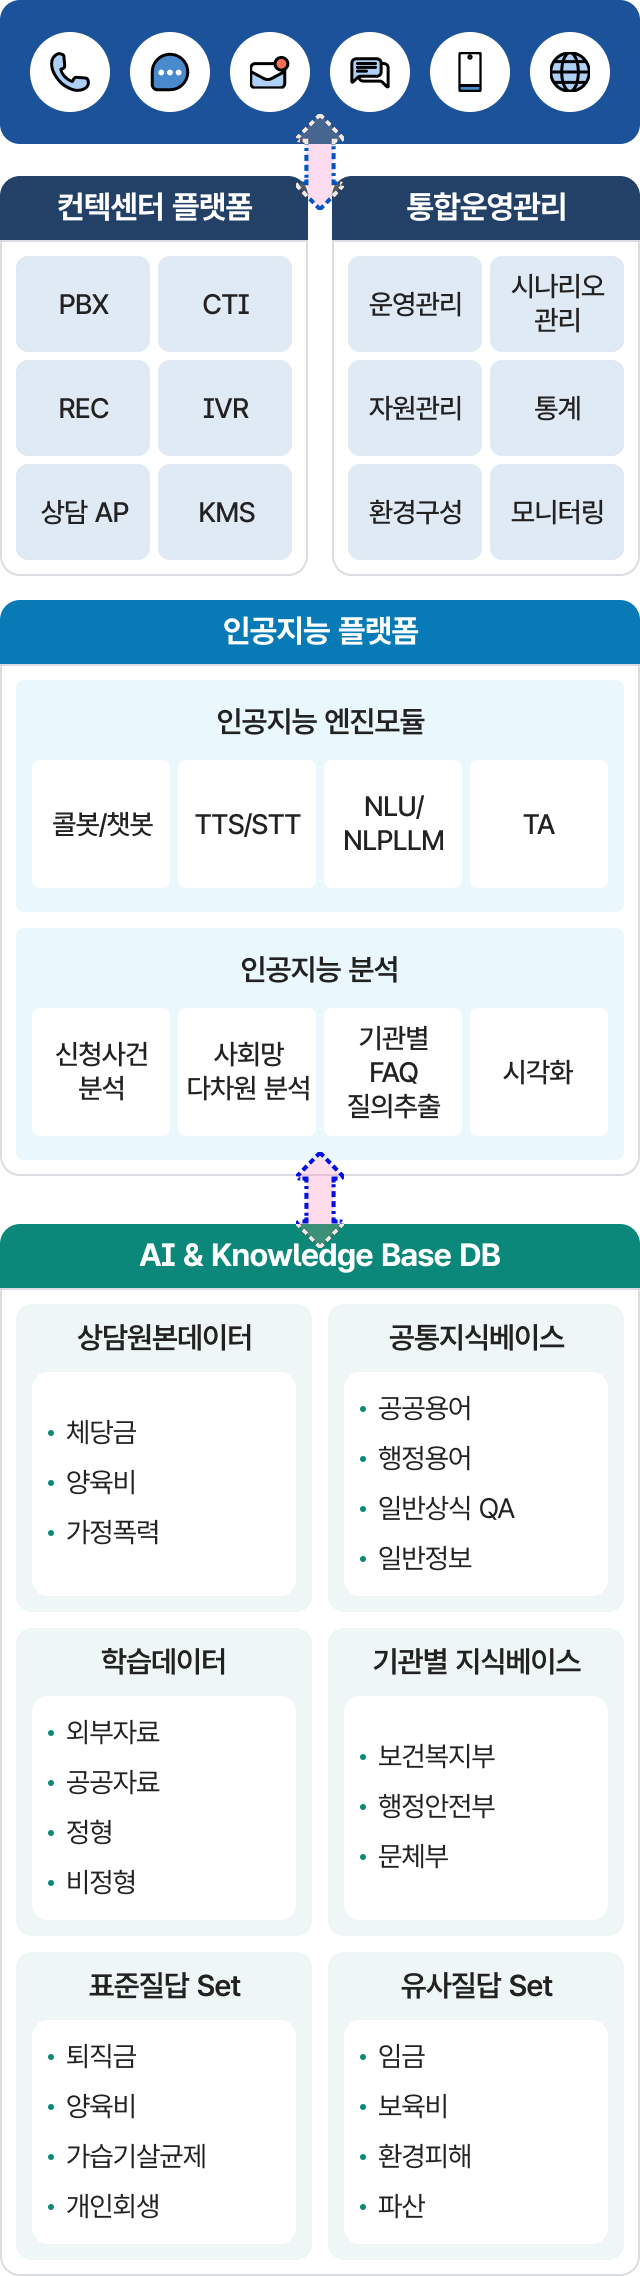 컨텍센터 플랫폼
PBX
CTI
REC
IVR
상담 AP
KMS
통합운영관리
운영관리
시나리오
관리
자원관리
통계
환경구성
모니터링
인공지능 플랫폼
인공지능 엔진모듈
콜봇/챗봇
TTS/STT
NLU/
NLPLLM
TA
인공지능 분석
신청사건
분석
사회망
다차원 분석
기관별
FAQ
질의추출
시각화
AI & Knowledge Base DB
상담원본데이터
• 체당금
• 양육비
• 가정폭력
공통지식베이스
• 공공용어
• 행정용어
• 일반상식 QA
• 일반정보
학습데이터
• 외부자료
• 공공자료
• 정형
• 비정형
기관별 지식베이스
• 보건복지부
• 행정안전부
• 문체부
표준질답 Set
• 퇴직금
• 양육비
• 가습기살균제
• 개인회생
유사질답 Set
• 임금
• 보육비
• 환경피해
• 파산